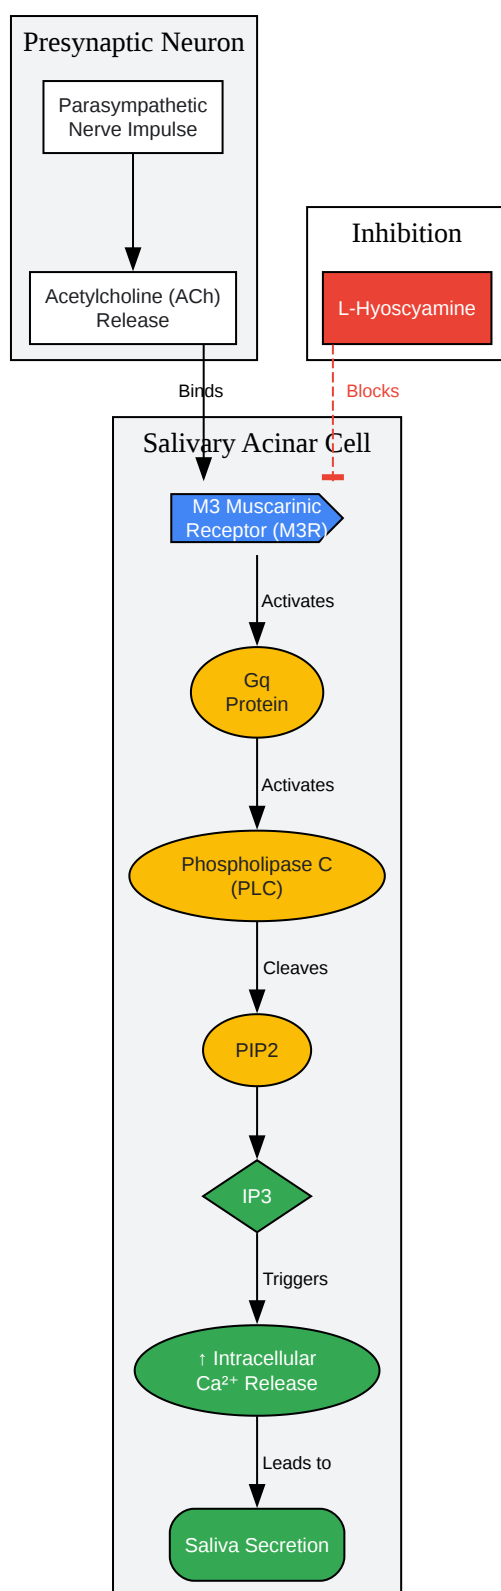 Presynaptic Neuron
Parasympathetic
Nerve Impulse
Acetylcholine (ACh)
Release
Inhibition
L-Hyoscyamine
Binds
Blocks
Salivary Acinar Cell
M3 Muscarinic
Receptor (M3R)
Activates
Gq
Protein
Activates
Phospholipase C
(PLC)
Cleaves
PIP2
IP3
Triggers
↑ Intracellular
Ca²⁺ Release
Leads to
Saliva Secretion